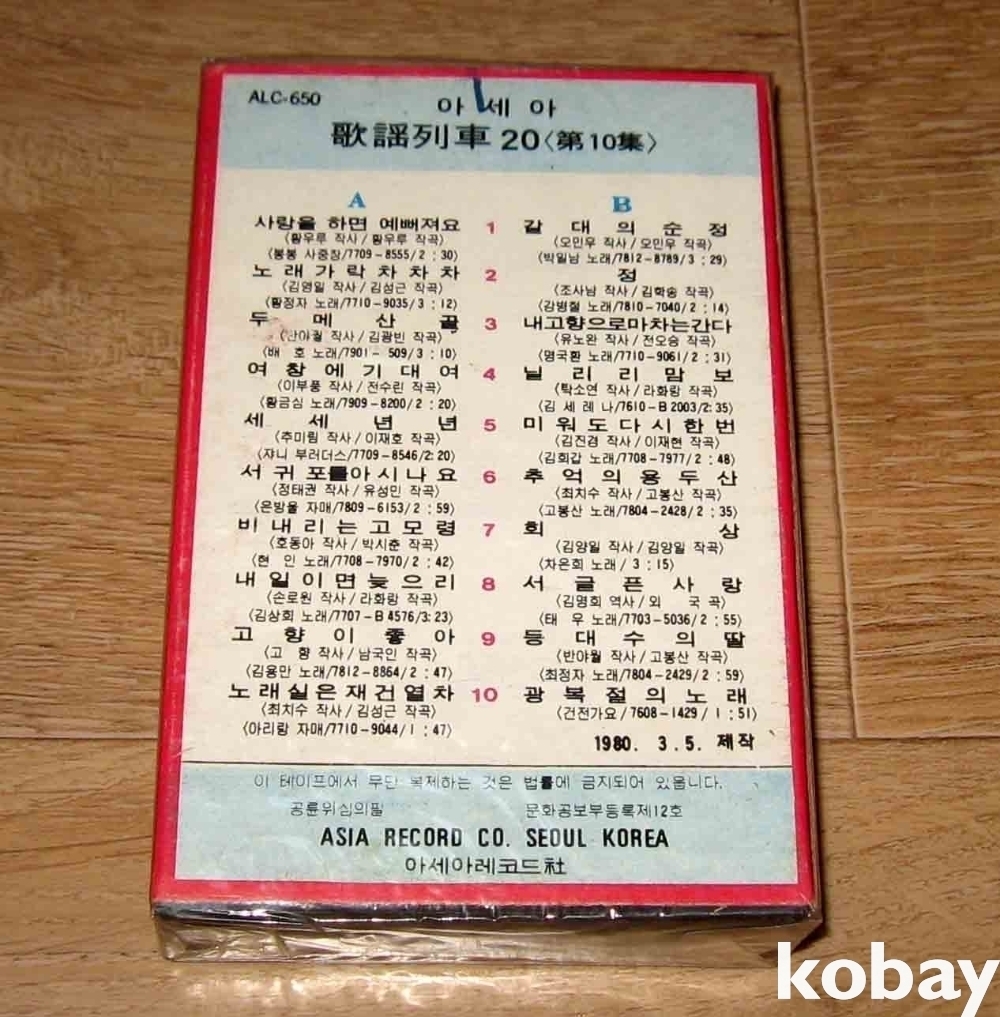 ALC-650
아세아
歌謠列車 20〈第10集〉
A
사랑을 하면 예뻐져요
〈황우루 작사/황우루 작곡〉
〈봉봉 사중창/7709-8555/2 : 30〉
노래가락차차차
〈김영일 작사/김성근 작곡〉
〈황정자 노래/7710-9035/3 : 12〉
두메산골
〈반야월 작사/김광빈 작곡〉
〈배 호 노래/7901- 509/3 : 10〉
여창에기대여
〈이부풍 작사/전수린 작곡〉
〈황금심 노래/7909-8200/2 : 20〉
세세년년
〈추미림 작사/이재호 작곡〉
〈쟈니 부러더스/7709-8546/2: 20〉
서귀포를아시나요
〈정태권 작사/유성민 작곡〉
〈은방울 자매/7809-6153/2 : 59〉
비내리는고모령
〈호동아 작사/박시춘 작곡〉
〈현 인 노래/7708-7970/2 : 42〉
내일이면늦으리
〈손로원 작사/라화랑 작곡〉
〈김상희 노래/7707-B4576/3: 23〉
고향이좋아
〈고 향 작사/남국인 작곡〉
〈김용만 노래/7812-8864/2 : 47〉
노래실은재건열차
〈최치수 작사/김성근 작곡〉
〈아리랑 자매/7710-9044/1 : 47〉
1
2
3
4
5
6
7
8
9
10
B
갈대의순정
〈오민우 작사/오민우 작곡〉
〈박일남 노래/7812-8789/3 : 29〉
정
〈조사남 작사/김학송 작곡〉
〈감병철 노래/7810-7040/2 : 14〉
내고향으로마차는간다
〈유노완 작사/전오승 작곡〉
〈명국환 노래/7710-9061/2 : 31〉
닐리리맘보
〈탁소연 작사/라화랑 작곡〉
〈김 세 레 나/7610-B2003/2: 35〉
미워도다시한번
〈김진경 작사/이재현 작곡〉
〈김희갑 노래/7708-7977/2 : 48〉
추억의용두산
〈최치수 작사/고봉산 작곡〉
〈고봉산 노래/7804-2428/2 : 35〉
회상
〈김양일 작사/김양일 작곡〉
〈차은희 노래/ 3 : 15〉
서글픈사랑
〈김명희 역사/외 국 곡〉
〈태 우 노래/7703-5036/2 : 55〉
등대수의딸
〈반야월 작사/고봉산 작곡〉
〈최정자 노래/7804-2429/2 : 59〉
광복절의노래
〈건전가요/7608-1429/1 : 51〉
1980. 3. 5. 제작
이 테이프에서 무단 복제하는 것은 법률에 금지되어 있읍니다.
공륜위심의필 문화공보부등록제12호
ASIA RECORD CO. SEOUL KOREA
아세아레코드社
kobay